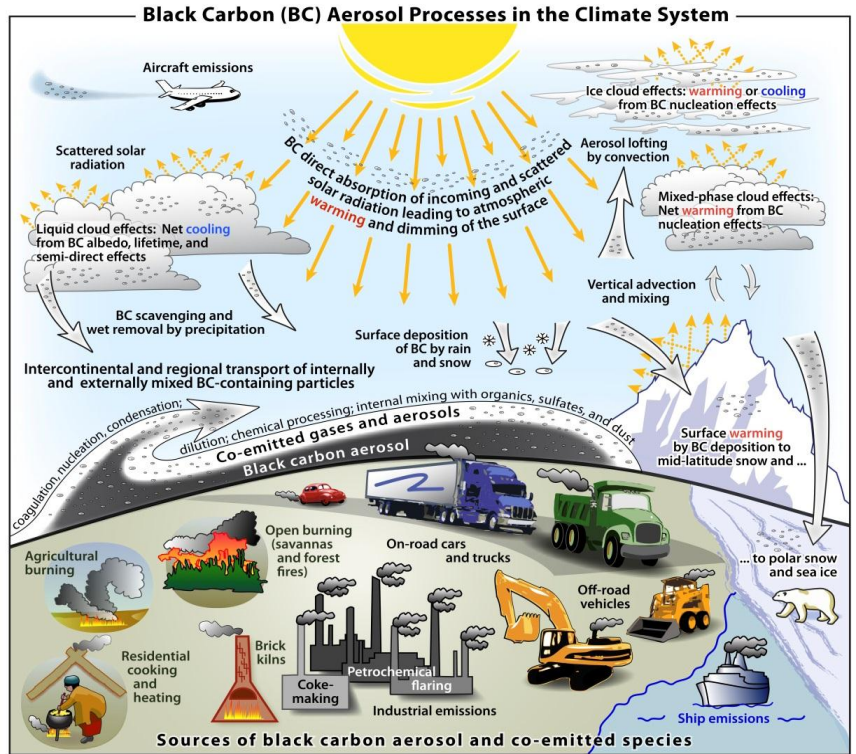 Black Carbon (BC) Aerosol Processes in the Climate System
Aircraft emissions
Ice cloud effects: warming or cooling
from BC nucleation effects
Scattered solar
radiation
BC direct absorption of incoming and scattered
solar radiation leading to atmospheric
warming and dimming of the surface
Aerosol lofting
by convection
Liquid cloud effects: Net cooling
from BC albedo, lifetime, and
semi-direct effects
Mixed-phase cloud effects:
Net warming from BC
nucleation effects
BC scavenging and
wet removal by precipitation
Vertical advection
and mixing
Surface deposition
of BC by rain
and snow
Intercontinental and regional transport of internally
and externally mixed BC-containing particles
coagulation, nucleation, condensation;
dilution; chemical processing; internal mixing with organics, sulfates, and dust
Co-emitted gases and aerosols
Black carbon aerosol
Surface warming
by BC deposition to
mid-latitude snow and ...
... to polar snow
and sea ice
Agricultural
burning
Open burning
(savannas
and forest
fires)
On-road cars
and trucks
Off-road
vehicles
Residential
cooking
and
heating
Brick
kilns
Coke-
making
Petrochemical
flaring
Industrial emissions
Ship emissions
Sources of black carbon aerosol and co-emitted species